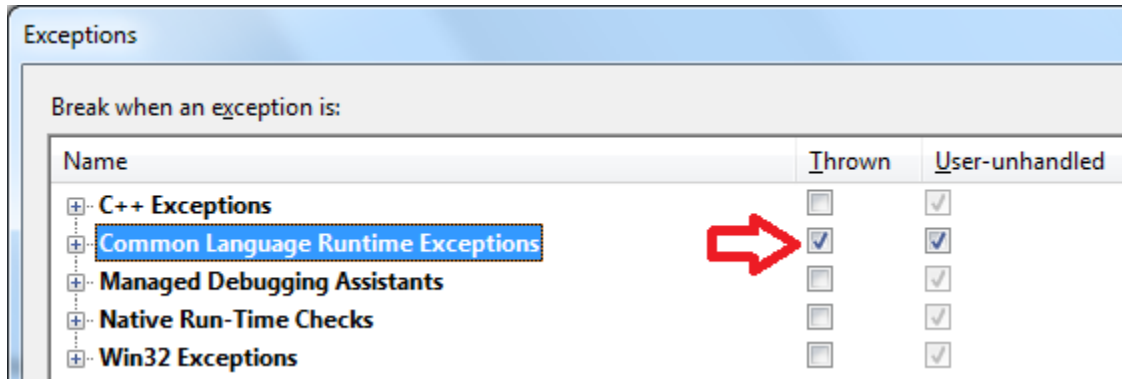 Exceptions
Break when an exception is:
Name Thrown User-unhandled
C++ Exceptions
Common Language Runtime Exceptions
Managed Debugging Assistants
Native Run-Time Checks
Win32 Exceptions